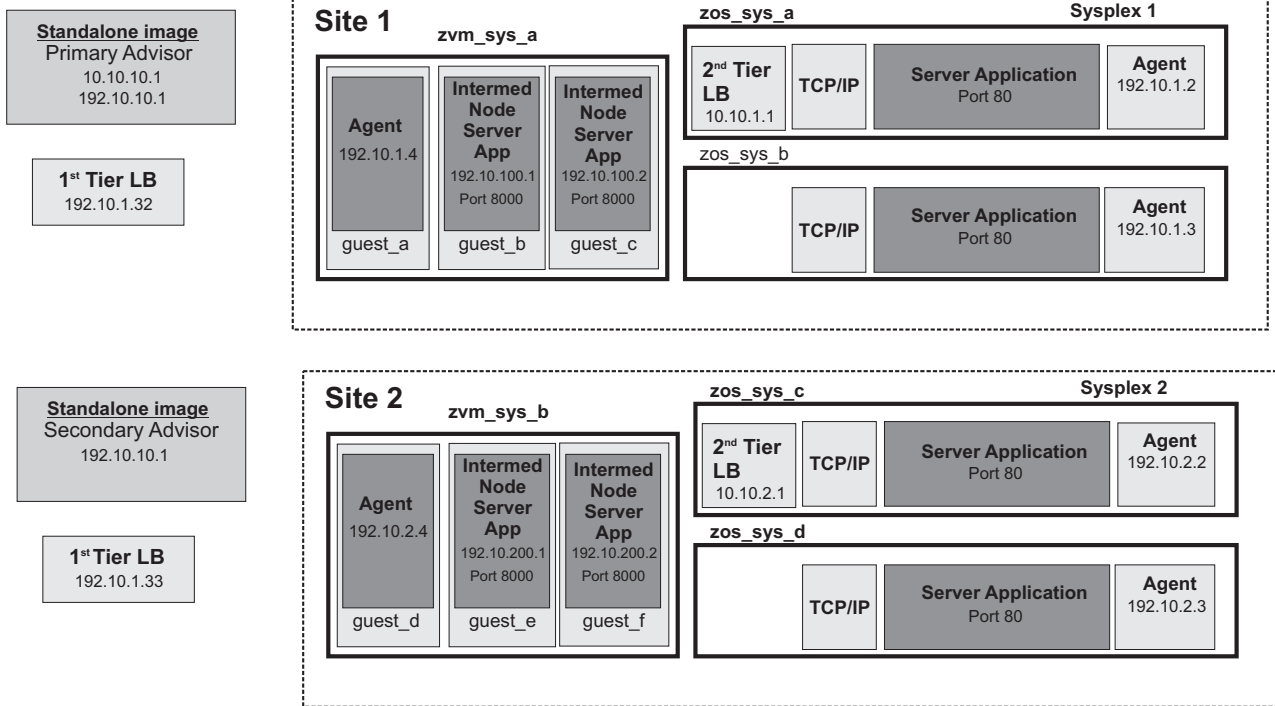 Standalone image
Primary Advisor
10.10.10.1
192.10.10.1
1st Tier LB
192.10.1.32
Site 1
zvm_sys_a
Agent
192.10.1.4
guest_a
Intermed
Node
Server
App
192.10.100.1
Port 8000
guest_b
Intermed
Node
Server
App
192.10.100.2
Port 8000
guest_c
zos_sys_a
Sysplex 1
2nd Tier
LB
10.10.1.1
TCP/IP
Server Application
Port 80
Agent
192.10.1.2
zos_sys_b
TCP/IP
Server Application
Port 80
Agent
192.10.1.3
Standalone image
Secondary Advisor
192.10.10.1
1st Tier LB
192.10.1.33
Site 2
zvm_sys_b
Agent
192.10.2.4
guest_d
Intermed
Node
Server
App
192.10.200.1
Port 8000
guest_e
Intermed
Node
Server
App
192.10.200.2
Port 8000
guest_f
zos_sys_c
Sysplex 2
2nd Tier
LB
10.10.2.1
TCP/IP
Server Application
Port 80
Agent
192.10.2.2
zos_sys_d
TCP/IP
Server Application
Port 80
Agent
192.10.2.3